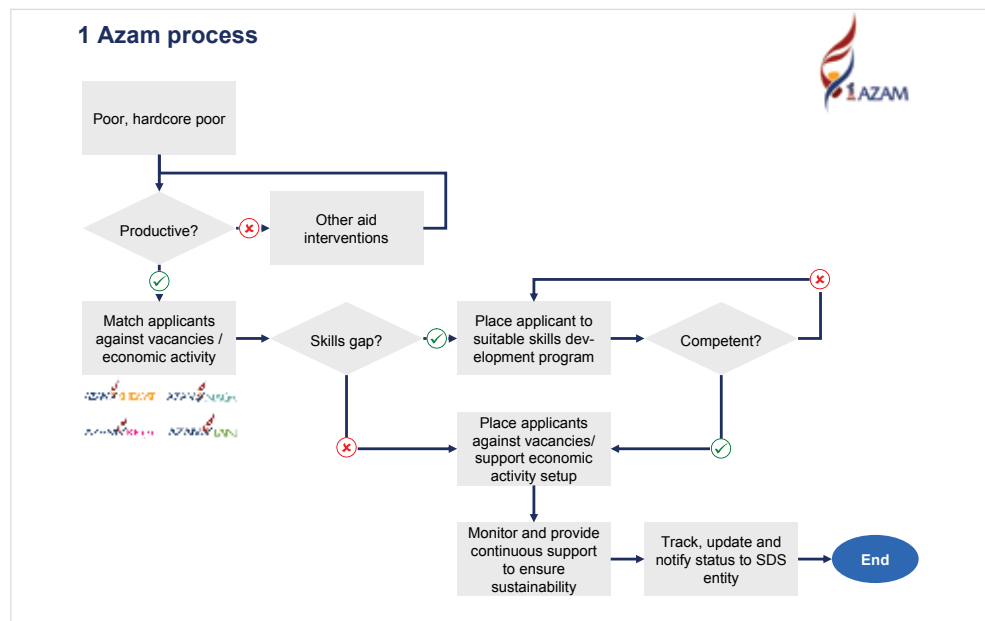 1 Azam process
1 AZAM
Poor, hardcore poor
Productive?
Other aid
interventions
Match applicants
against vacancies /
economic activity
Skills gap?
Place applicant to
suitable skills dev-
elopment program
Competent?
Place applicants
against vacancies/
support economic
activity setup
Monitor and provide
continuous support
to ensure
sustainability
Track, update and
notify status to SDS
entity
End